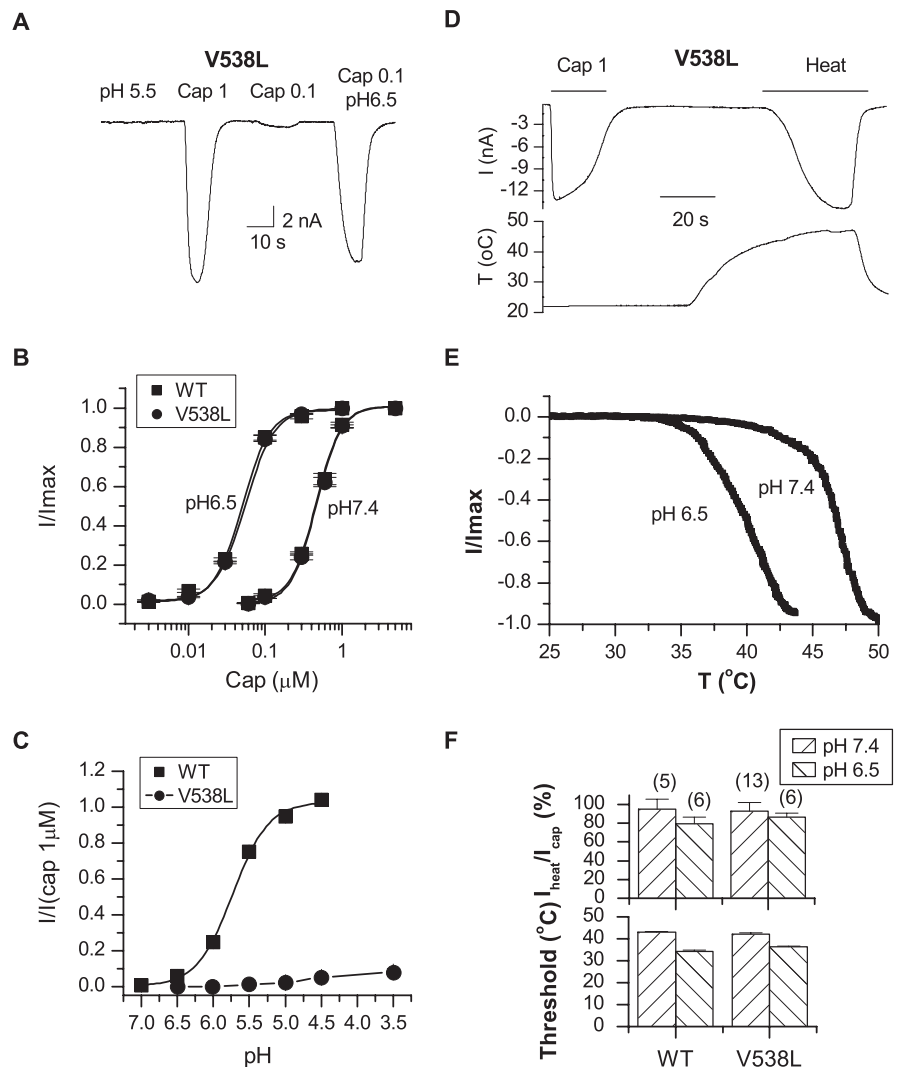 A
V538L
pH 5.5 Cap 1 Cap 0.1 Cap 0.1
pH6.5
2 nA
10 s
D
Cap 1 V538L Heat
I (nA)
-3
-6
-9
-12
20 s
T (oC)
50
40
30
20
B
WT
V538L
I/Imax
1.0
0.8
0.6
0.4
0.2
0.0
pH6.5
pH7.4
0.01 0.1 1
Cap (µM)
E
I/Imax
0.0
-0.2
-0.4
-0.6
-0.8
-1.0
pH 7.4
pH 6.5
25 30 35 40 45 50
T (°C)
C
WT
V538L
I/I(cap 1µM)
1.2
1.0
0.8
0.6
0.4
0.2
0.0
7.0 6.5 6.0 5.5 5.0 4.5 4.0 3.5
pH
F
pH 7.4
pH 6.5
(5) (6) (13) (6)
Iheat/Icap (%)
100
80
60
40
20
0
Threshold (°C)
50
40
30
20
10
0
WT V538L